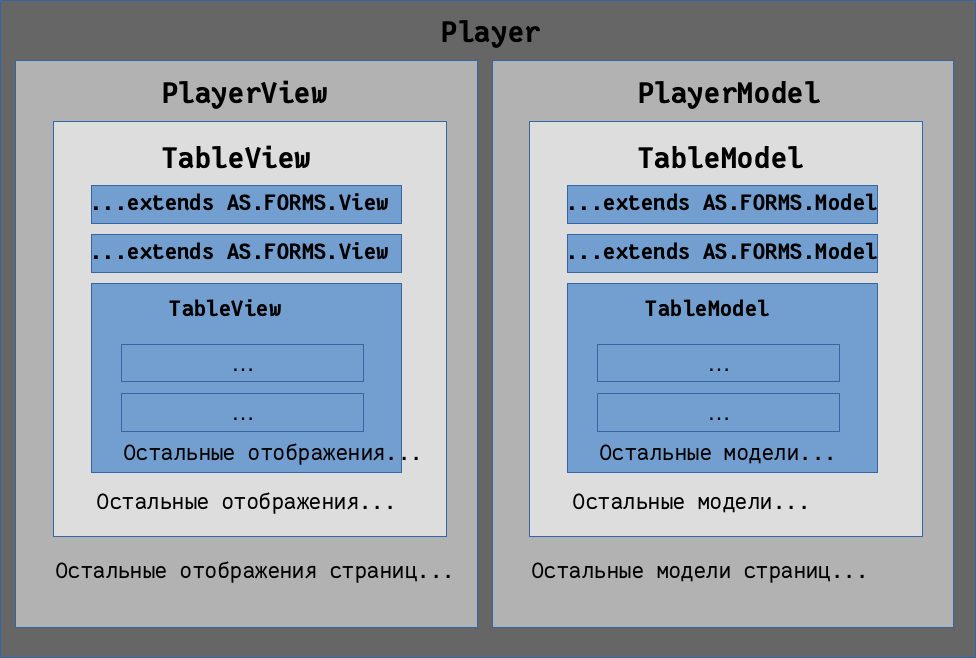 Player
PlayerView
TableView
...extends AS.FORMS.View
...extends AS.FORMS.View
TableView
...
...
Остальные отображения...
Остальные отображения...
Остальные отображения страниц...
PlayerModel
TableModel
...extends AS.FORMS.Model
...extends AS.FORMS.Model
TableModel
...
...
Остальные модели...
Остальные модели...
Остальные модели страниц...